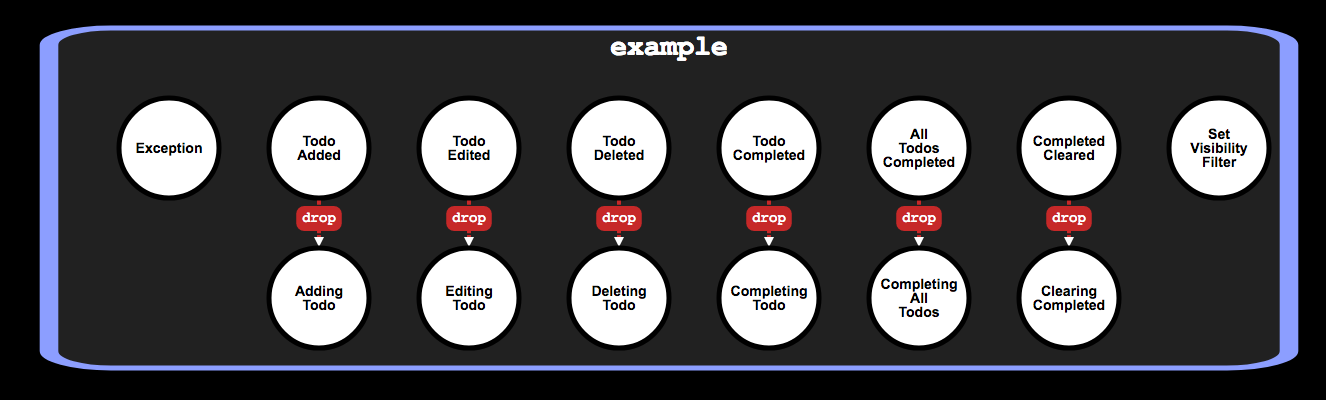 example
Exception
Todo
Added
Todo
Edited
Todo
Deleted
Todo
Completed
All
Todos
Completed
Completed
Cleared
Set
Visibility
Filter
drop
drop
drop
drop
drop
drop
Adding
Todo
Editing
Todo
Deleting
Todo
Completing
Todo
Completing
All
Todos
Clearing
Completed